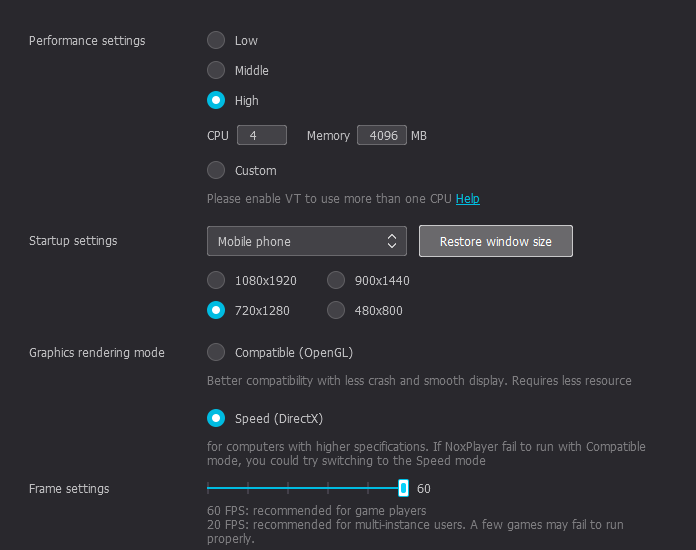 Performance settings
Low
Middle
High
CPU 4 Memory 4096 MB
Custom
Please enable VT to use more than one CPU Help
Startup settings
Mobile phone
Restore window size
1080x1920 900x1440
720x1280 480x800
Graphics rendering mode
Compatible (OpenGL)
Better compatibility with less crash and smooth display. Requires less resource
Speed (DirectX)
for computers with higher specifications. If NoxPlayer fail to run with Compatible
mode, you could try switching to the Speed mode
Frame settings
60
60 FPS: recommended for game players
20 FPS: recommended for multi-instance users. A few games may fail to run
properly.